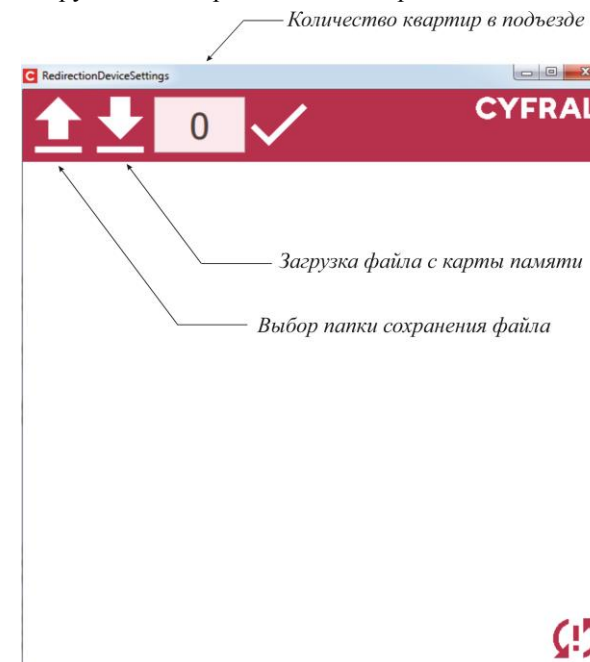 Количество квартир в подъезде
RedirectionDeviceSettings
0
CYFRAL
Загрузка файла с карты памяти
Выбор папки сохранения файла